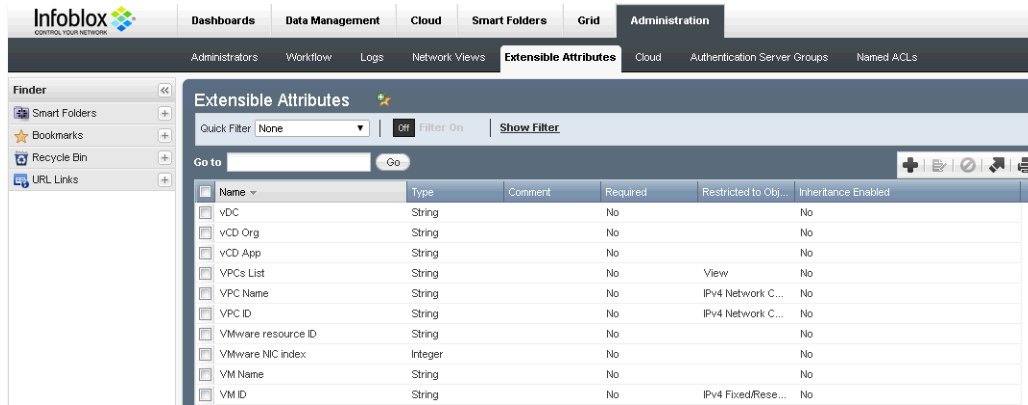 Infoblox
CONTROL YOUR NETWORK
Dashboards Data Management Cloud Smart Folders Grid Administration
Administrators Workflow Logs Network Views Extensible Attributes Cloud Authentication Server Groups Named ACLs
Finder
Smart Folders
Bookmarks
Recycle Bin
URL Links
Extensible Attributes
Quick Filter None Off Filter On Show Filter
Go to Go
Name Type Comment Required Restricted to Obj... Inheritance Enabled
vDC String No No
vCD Org String No No
vCD App String No No
VPCs List String No View No
VPC Name String No IPv4 Network C... No
VPC ID String No IPv4 Network C... No
VMware resource ID String No No
VMware NIC index Integer No No
VM Name String No No
VM ID String No IPv4 Fixed/Rese... No